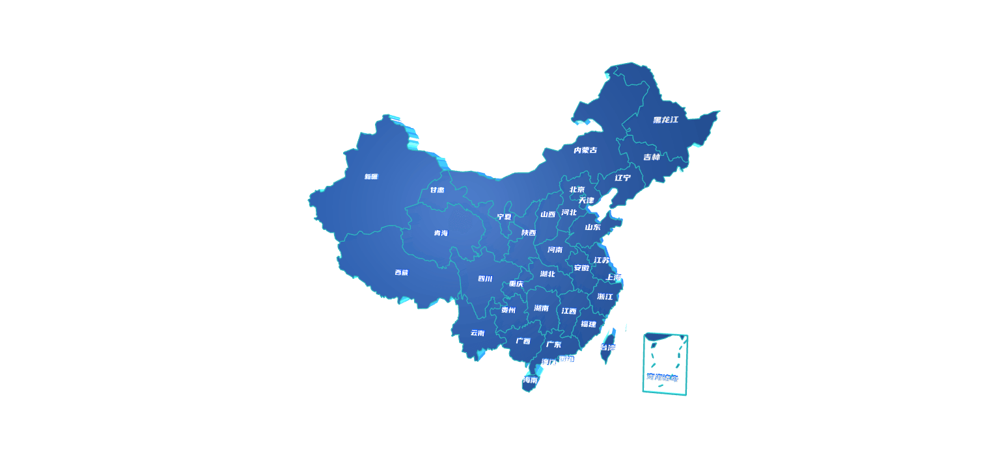 黑龙江
内蒙古
吉林
新疆
辽宁
甘肃
北京
天津
宁夏
山西
河北
山东
青海
陕西
河南
江苏
安徽
西藏
湖北
上海
四川
重庆
浙江
贵州
湖南
江西
福建
云南
广西
广东
台湾
香港
澳门
南海诸岛
海南